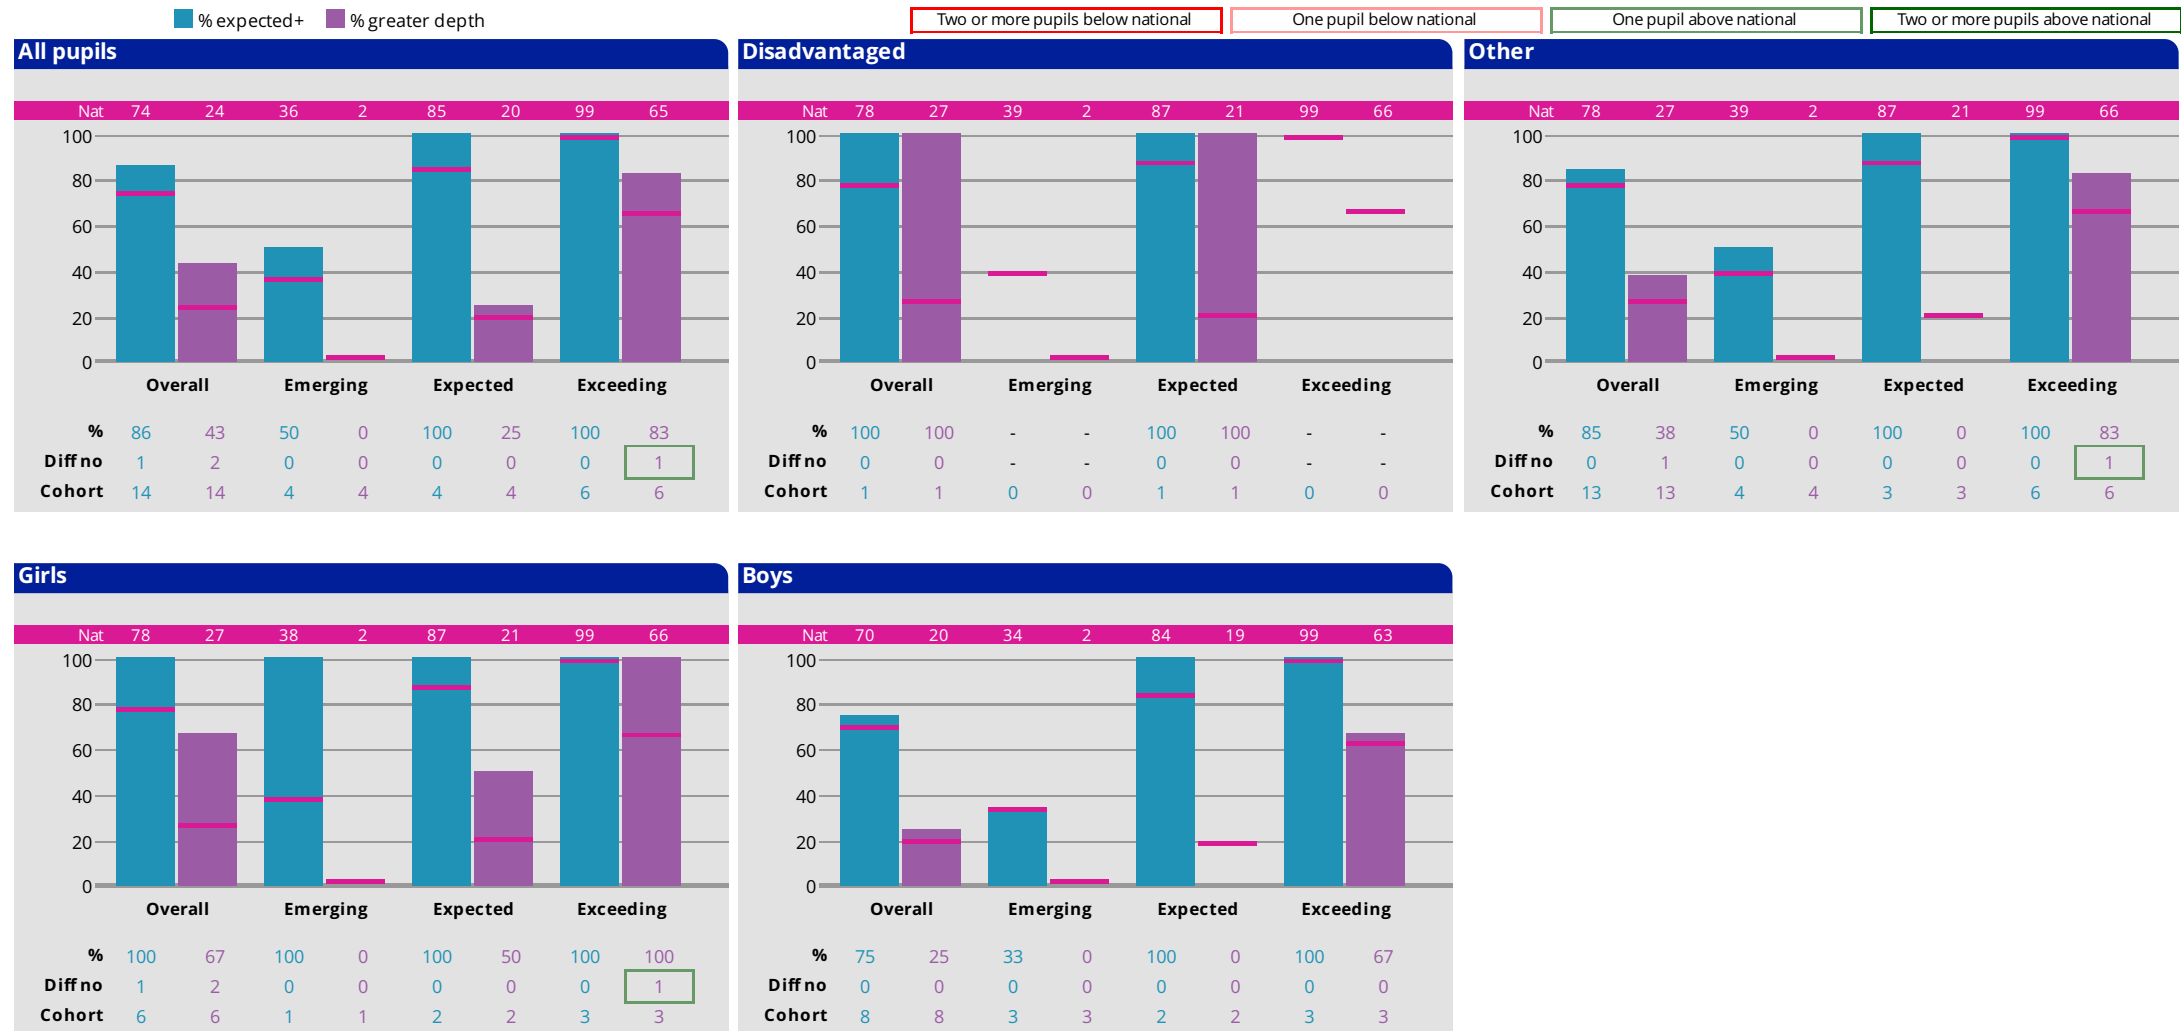 % expected+ % greater depth Two or more pupils below national One pupil below national One pupil above national Two or more pupils above national
All pupils
Nat 74 24 36 2 85 20 99 65
100
80
60
40
20
0
Overall Emerging Expected Exceeding
% 86 43 50 0 100 25 100 83
Diff no 1 2 0 0 0 0 0 1
Cohort 14 14 4 4 4 4 6 6
Disadvantaged
Nat 78 27 39 2 87 21 99 66
100
80
60
40
20
0
Overall Emerging Expected Exceeding
% 100 100 - - 100 100 - -
Diff no 0 0 - - 0 0 - -
Cohort 1 1 0 0 1 1 0 0
Other
Nat 78 27 39 2 87 21 99 66
100
80
60
40
20
0
Overall Emerging Expected Exceeding
% 85 38 50 0 100 0 100 83
Diff no 0 1 0 0 0 0 0 1
Cohort 13 13 4 4 3 3 6 6
Girls
Nat 78 27 38 2 87 21 99 66
100
80
60
40
20
0
Overall Emerging Expected Exceeding
% 100 67 100 0 100 50 100 100
Diff no 1 2 0 0 0 0 0 1
Cohort 6 6 1 1 2 2 3 3
Boys
Nat 70 20 34 2 84 19 99 63
100
80
60
40
20
0
Overall Emerging Expected Exceeding
% 75 25 33 0 100 0 100 67
Diff no 0 0 0 0 0 0 0 0
Cohort 8 8 3 3 2 2 3 3